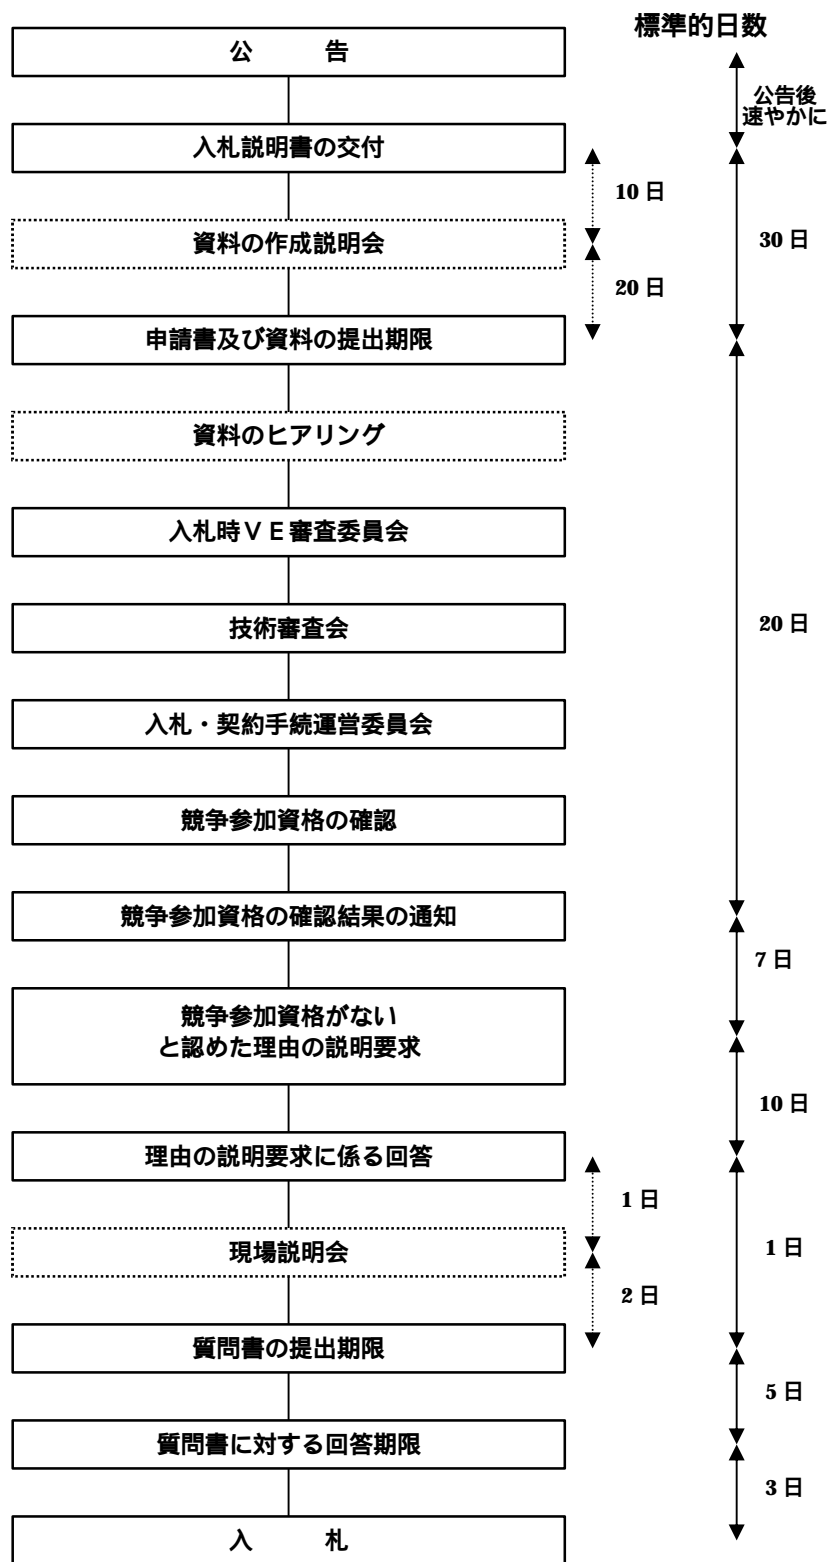 標準的日数
公　　　告
公告後
速やかに
入札説明書の交付
10 日
資料の作成説明会
30 日
20 日
申請書及び資料の提出期限
資料のヒアリング
入札時ＶＥ審査委員会
技術審査会
20 日
入札・契約手続運営委員会
競争参加資格の確認
競争参加資格の確認結果の通知
7 日
競争参加資格がない
と認めた理由の説明要求
10 日
理由の説明要求に係る回答
1 日
現場説明会
1 日
2 日
質問書の提出期限
5 日
質問書に対する回答期限
3 日
入　　　札